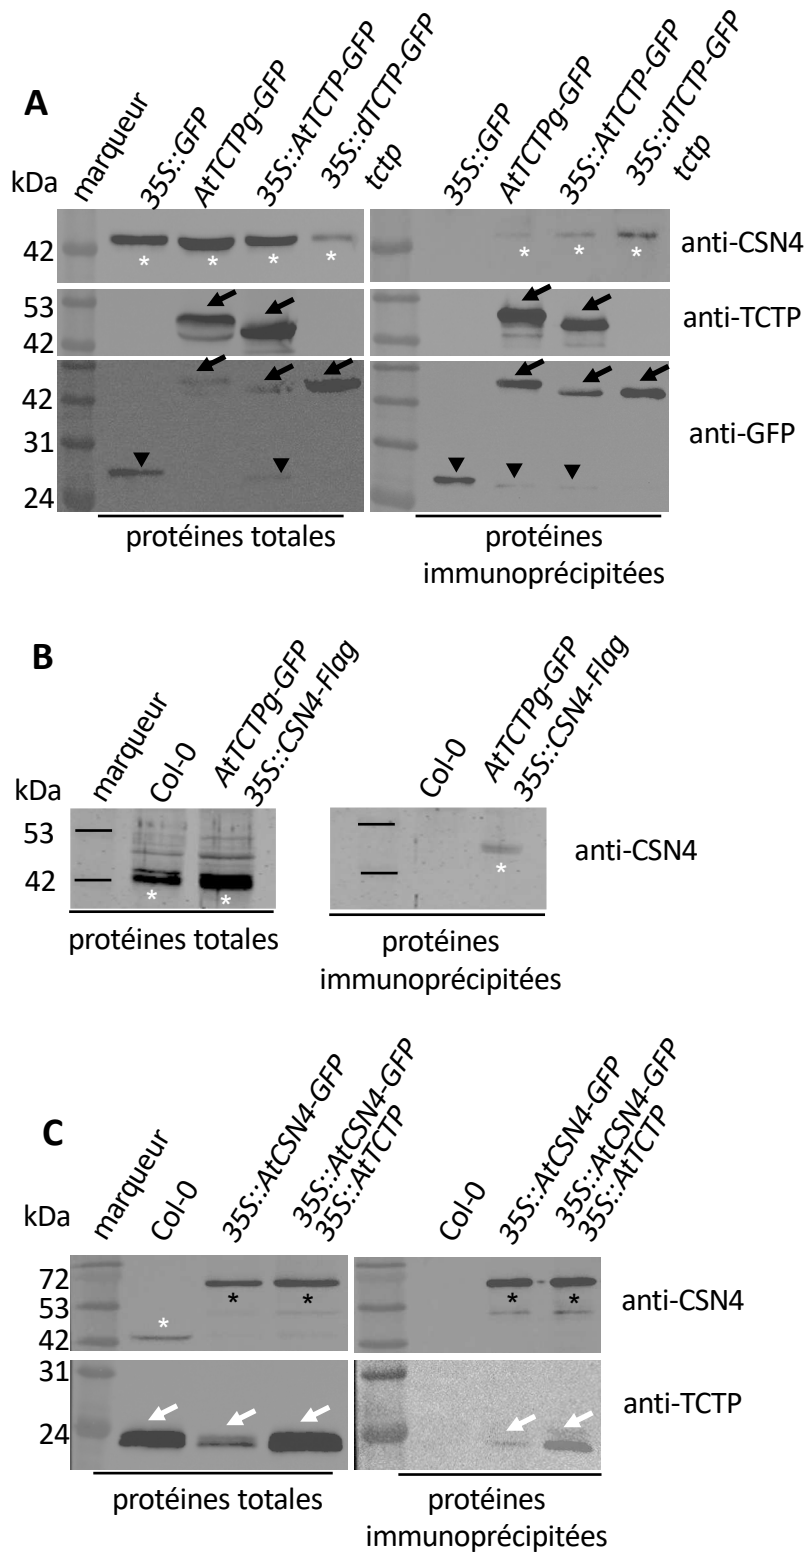 A
kDa
marqueur
35S::GFP
AtTCTPg-GFP
35S::AtTCTP-GFP
35S::dTCTP-GFP
tctp
35S::GFP
AtTCTPg-GFP
35S::AtTCTP-GFP
35S::dTCTP-GFP
tctp
42
* * * *
* * *
anti-CSN4
53
42
anti-TCTP
42
31
24
anti-GFP
protéines totales
protéines
immunoprécipitées
B
kDa
marqueur
Col-0
AtTCTPg-GFP
35S::CSN4-Flag
Col-0
AtTCTPg-GFP
35S::CSN4-Flag
53
42
* *
*
anti-CSN4
protéines totales
protéines
immunoprécipitées
C
kDa
marqueur
Col-0
35S::AtCSN4-GFP
35S::AtCSN4-GFP
35S::AtTCTP
Col-0
35S::AtCSN4-GFP
35S::AtCSN4-GFP
35S::AtTCTP
72
53
42
* * *
* *
anti-CSN4
31
24
anti-TCTP
protéines totales
protéines
immunoprécipitées